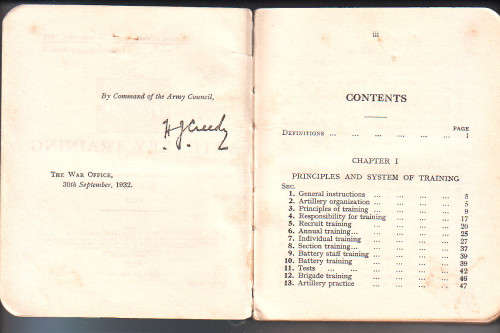 By Command of the Army Council,
H J Creedy
THE WAR OFFICE,
30th September, 1932.
iii
CONTENTS
PAGE
DEFINITIONS ... ... ... ... ... 1
CHAPTER I
PRINCIPLES AND SYSTEM OF TRAINING
SEC.
1. General instructions ... ... ... 5
2. Artillery organization ... ... ... ... 5
3. Principles of training ... ... ... ... 9
4. Responsibility for training ... ... ... 17
5. Recruit training ... ... ... ... 20
6. Annual training... ... ... ... 25
7. Individual training ... ... ... 27
8. Section training... ... ... ... 37
9. Battery staff training ... ... ... 39
10. Battery training ... ... ... 39
11. Tests ... ... ... ... ... 42
12. Brigade training ... ... ... 46
13. Artillery practice ... ... ... 47